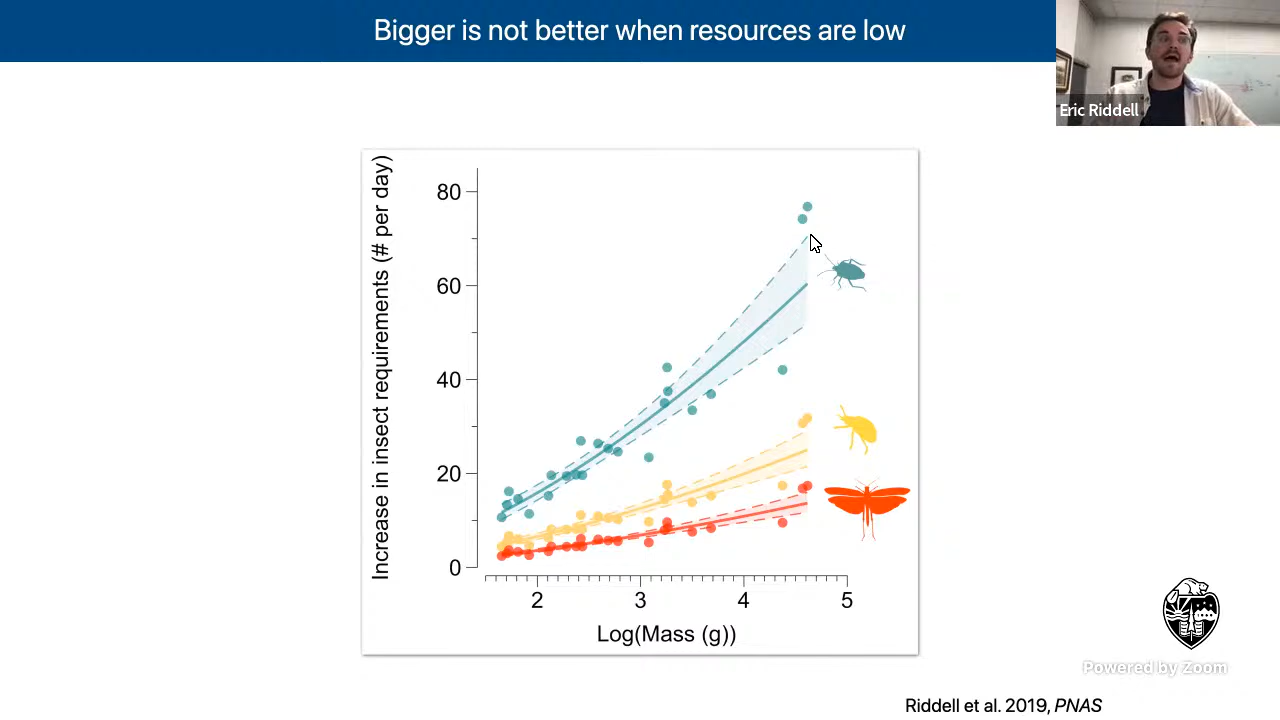 Bigger is not better when resources are low
Eric Riddell
Increase in insect requirements (# per day)
80
60
40
20
0
2 3 4 5
Log(Mass (g))
Powered by Zoom
Riddell et al. 2019, PNAS